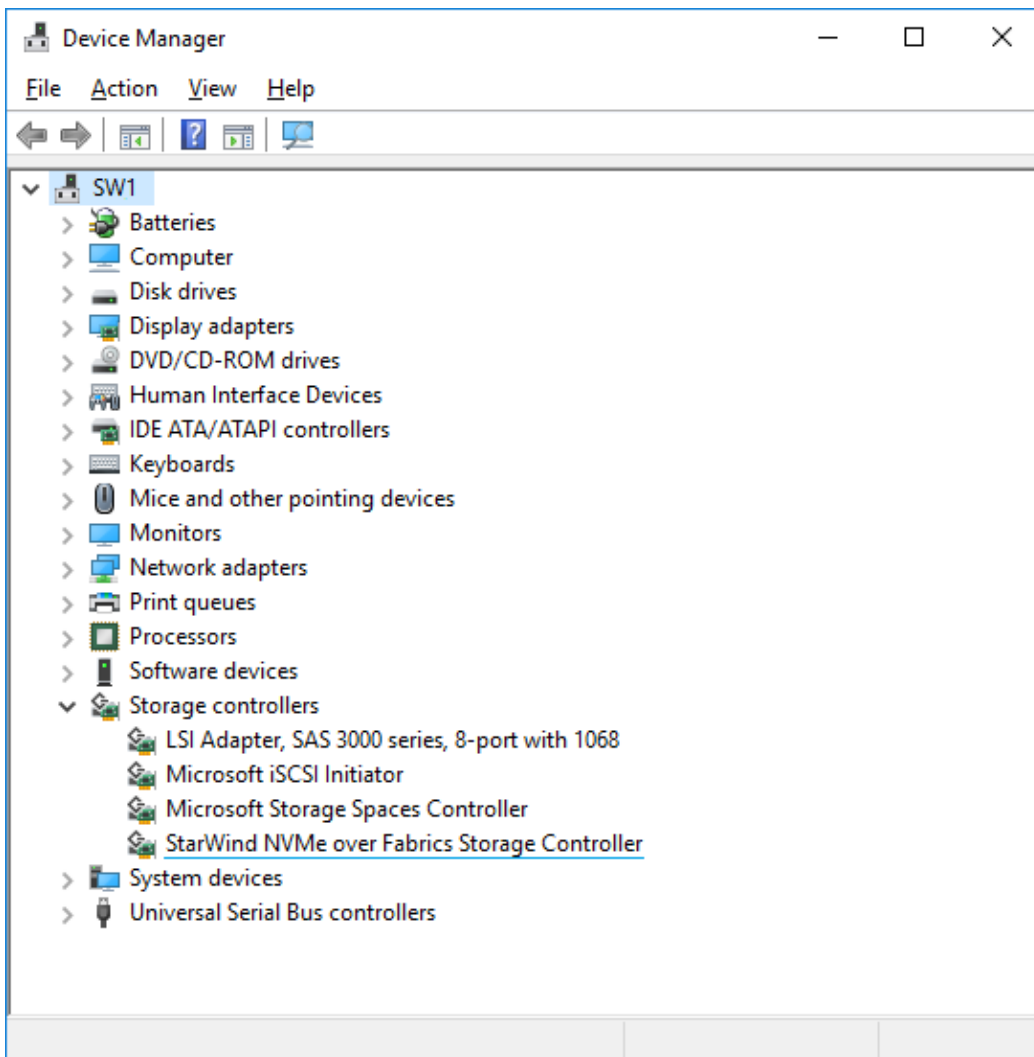 Device Manager
File Action View Help
SW1
Batteries
Computer
Disk drives
Display adapters
DVD/CD-ROM drives
Human Interface Devices
IDE ATA/ATAPI controllers
Keyboards
Mice and other pointing devices
Monitors
Network adapters
Print queues
Processors
Software devices
Storage controllers
LSI Adapter, SAS 3000 series, 8-port with 1068
Microsoft iSCSI Initiator
Microsoft Storage Spaces Controller
StarWind NVMe over Fabrics Storage Controller
System devices
Universal Serial Bus controllers